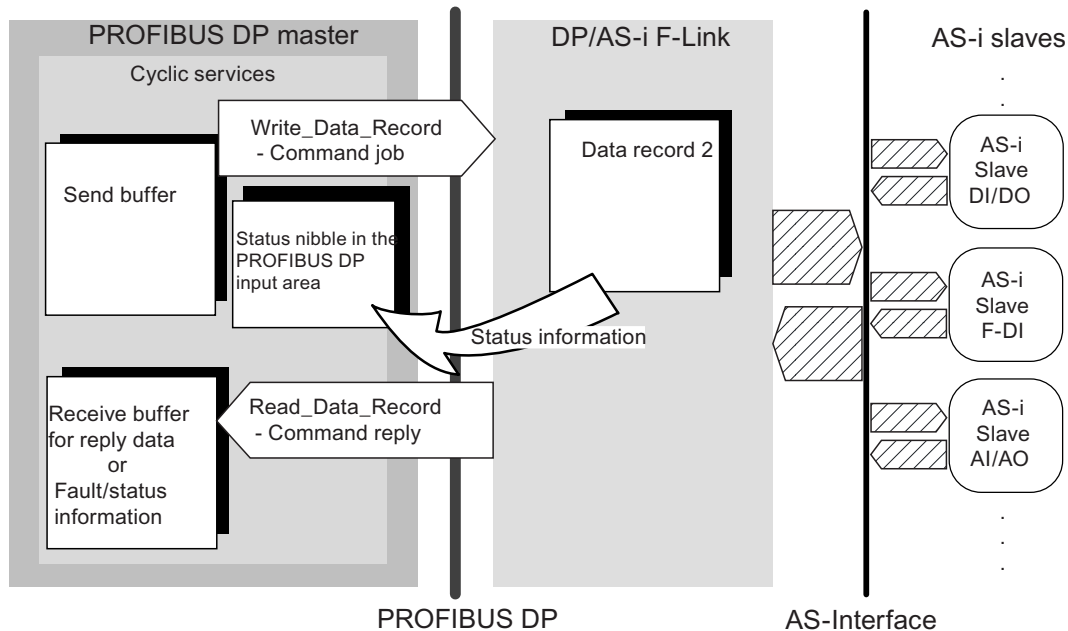 PROFIBUS DP master
Cyclic services
Send buffer
Write_Data_Record
- Command job
Status nibble in the
PROFIBUS DP
input area
Receive buffer
for reply data
or
Fault/status
information
Read_Data_Record
- Command reply
Status information
DP/AS-i F-Link
Data record 2
AS-i slaves
.
.
AS-i
Slave
DI/DO
AS-i
Slave
F-DI
AS-i
Slave
AI/AO
.
.
.
PROFIBUS DP
AS-Interface